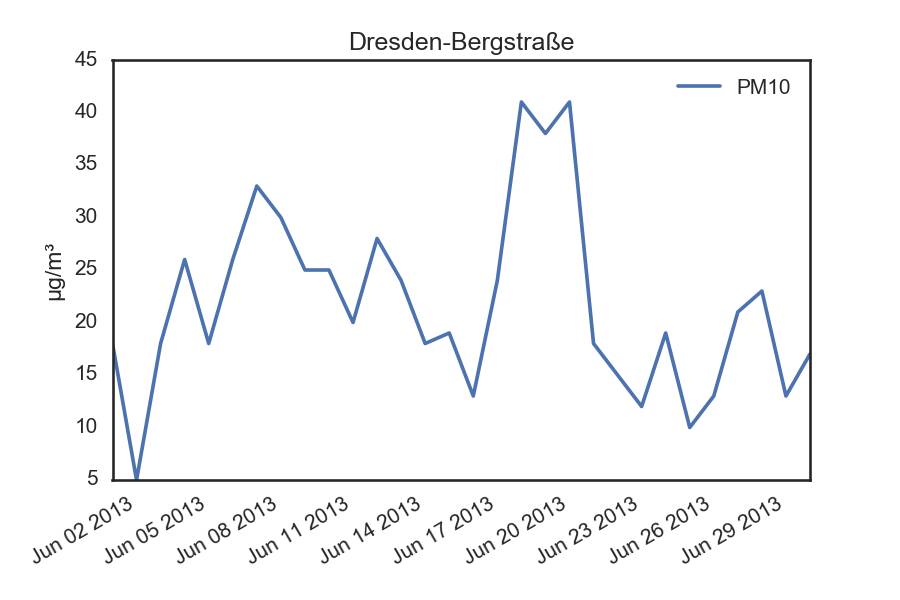 Dresden-Bergstraße
PM10
µg/m³
45
40
35
30
25
20
15
10
5
Jun 02 2013
Jun 05 2013
Jun 08 2013
Jun 11 2013
Jun 14 2013
Jun 17 2013
Jun 20 2013
Jun 23 2013
Jun 26 2013
Jun 29 2013